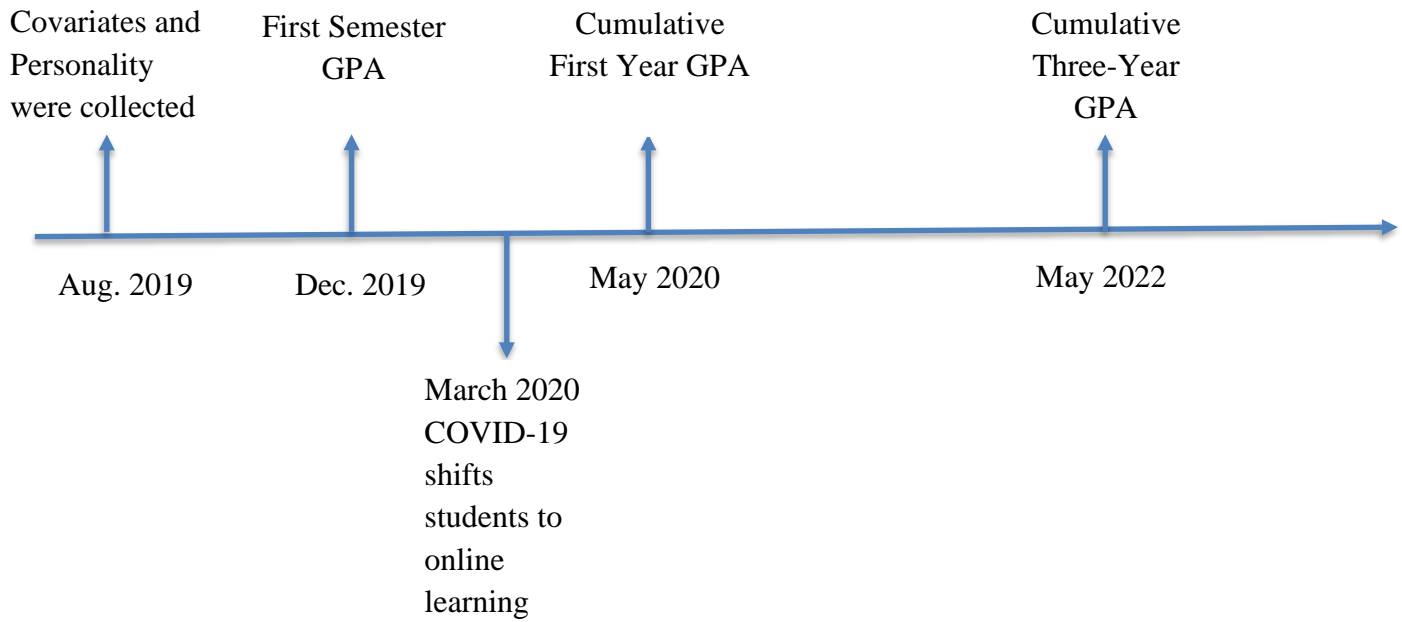 Covariates and
Personality
were collected
First Semester
GPA
Cumulative
First Year GPA
Cumulative
Three-Year
GPA
Aug. 2019
Dec. 2019
May 2020
May 2022
March 2020
COVID-19
shifts
students to
online
learning